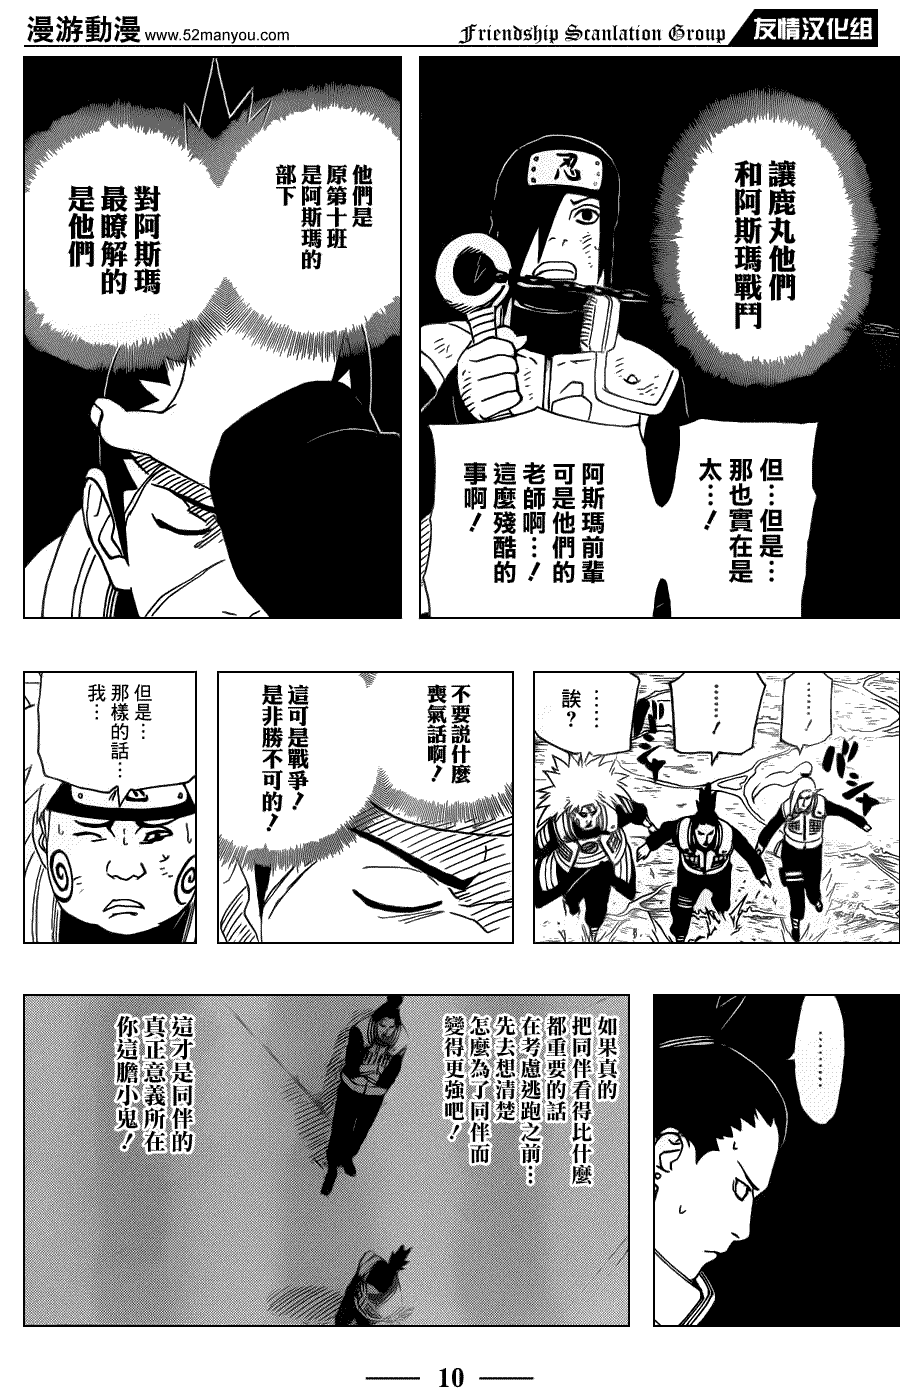 漫游動漫 www.52manyou.com
Friendship Scanlation Group
友情汉化组
讓鹿丸他們
和阿斯瑪戰鬥
忍
但…但是…
那也實在是
太…！
阿斯瑪前輩
可是他們的
老師啊…！
這麼殘酷的
事啊！
他們是
原第十班
是阿斯瑪的
部下
對阿斯瑪
最瞭解的
是他們
……！
……！
……
誒？
不要説什麼
喪氣話啊！
這可是戰爭！
是非勝不可的！
但是…
那樣的話…
我…
………
如果真的
把同伴看得比什麼
都重要的話
在考慮逃跑之前…
先去想清楚
怎麼為了同伴而
變得更強吧！
這才是同伴的
真正意義所在
你這膽小鬼！
10